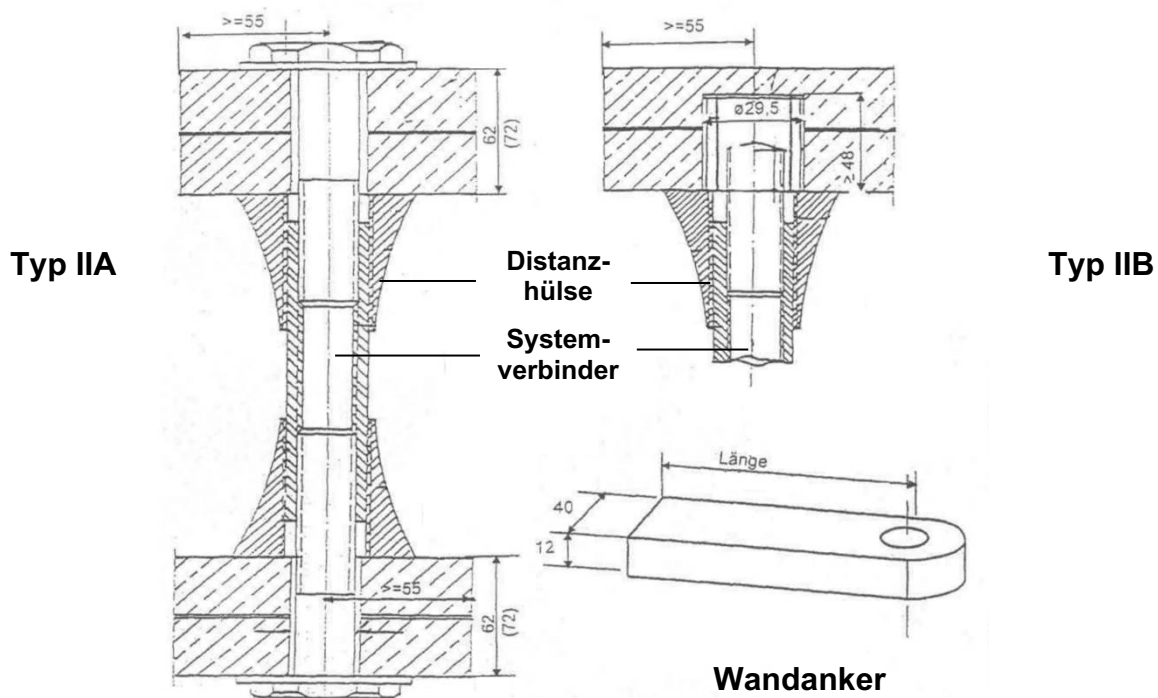 >=55
62
(72)
>=55
ø29,5
≥48
Typ IIA
Distanz-
hülse
Typ IIB
System-
verbinder
Länge
40
12
>=55
62
(72)
Wandanker